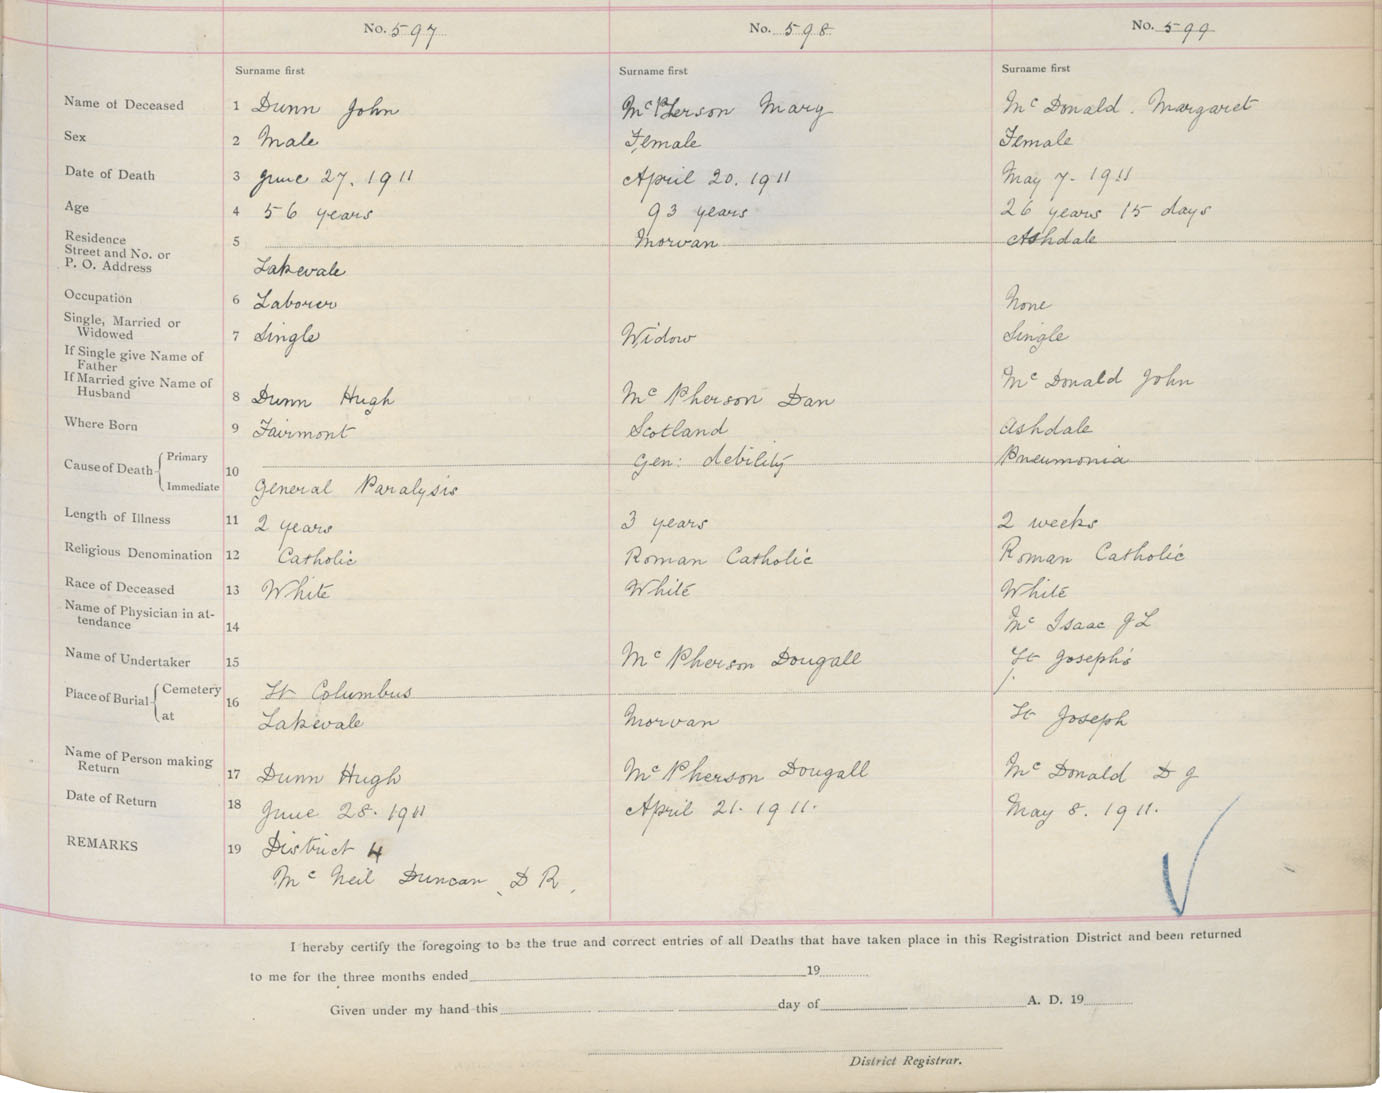 No. 597 No. 598 No. 599
Surname first Surname first Surname first
Name of Deceased 1 Dunn John McPherson Mary McDonald. Margaret
Sex 2 Male Female Female
Date of Death 3 June 27. 1911 April 20. 1911 May 7. 1911
Age 4 56 years 93 years 26 years 15 days
Residence 5 Morvan Ashdale
Street and No. or
P. O. Address Lakevale
Occupation 6 Laborer None
Single, Married or
Widowed 7 Single Widow Single
If Single give Name of
Father
If Married give Name of McDonald John
Husband 8 Dunn Hugh McPherson Dan
Where Born 9 Fairmont Scotland Ashdale
Cause of Death Primary 10 Gen: debility Pneumonia
Immediate General Paralysis
Length of Illness 11 2 years 3 years 2 weeks
Religious Denomination 12 Catholic Roman Catholic Roman Catholic
Race of Deceased 13 White White White
Name of Physician in at-
tendance 14 McIsaac J L
Name of Undertaker 15 McPherson Dougall St Joseph's
Place of Burial Cemetery 16 St Columbus
at Lakevale Morvan St Joseph
Name of Person making
Return 17 Dunn Hugh McPherson Dougall McDonald D J
Date of Return 18 June 28. 1911 April 21. 1911. May 8. 1911.
REMARKS 19 District 4
McNeil Duncan, D R.
I hereby certify the foregoing to be the true and correct entries of all Deaths that have taken place in this Registration District and been returned
to me for the three months ended 19
Given under my hand this day of A. D. 19
District Registrar.